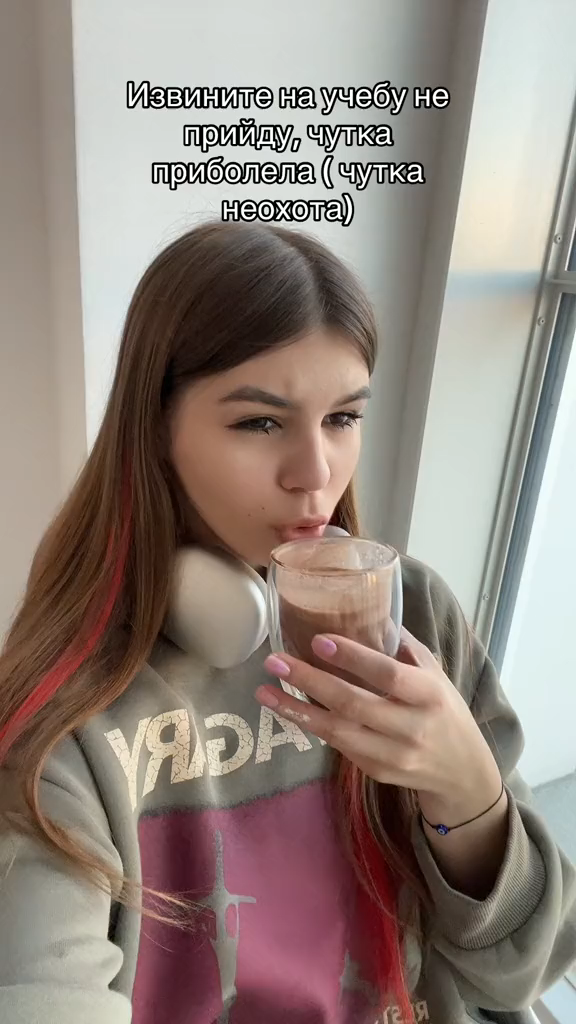 Извините на учебу не
прийду, чутка
приболела ( чутка
неохота)